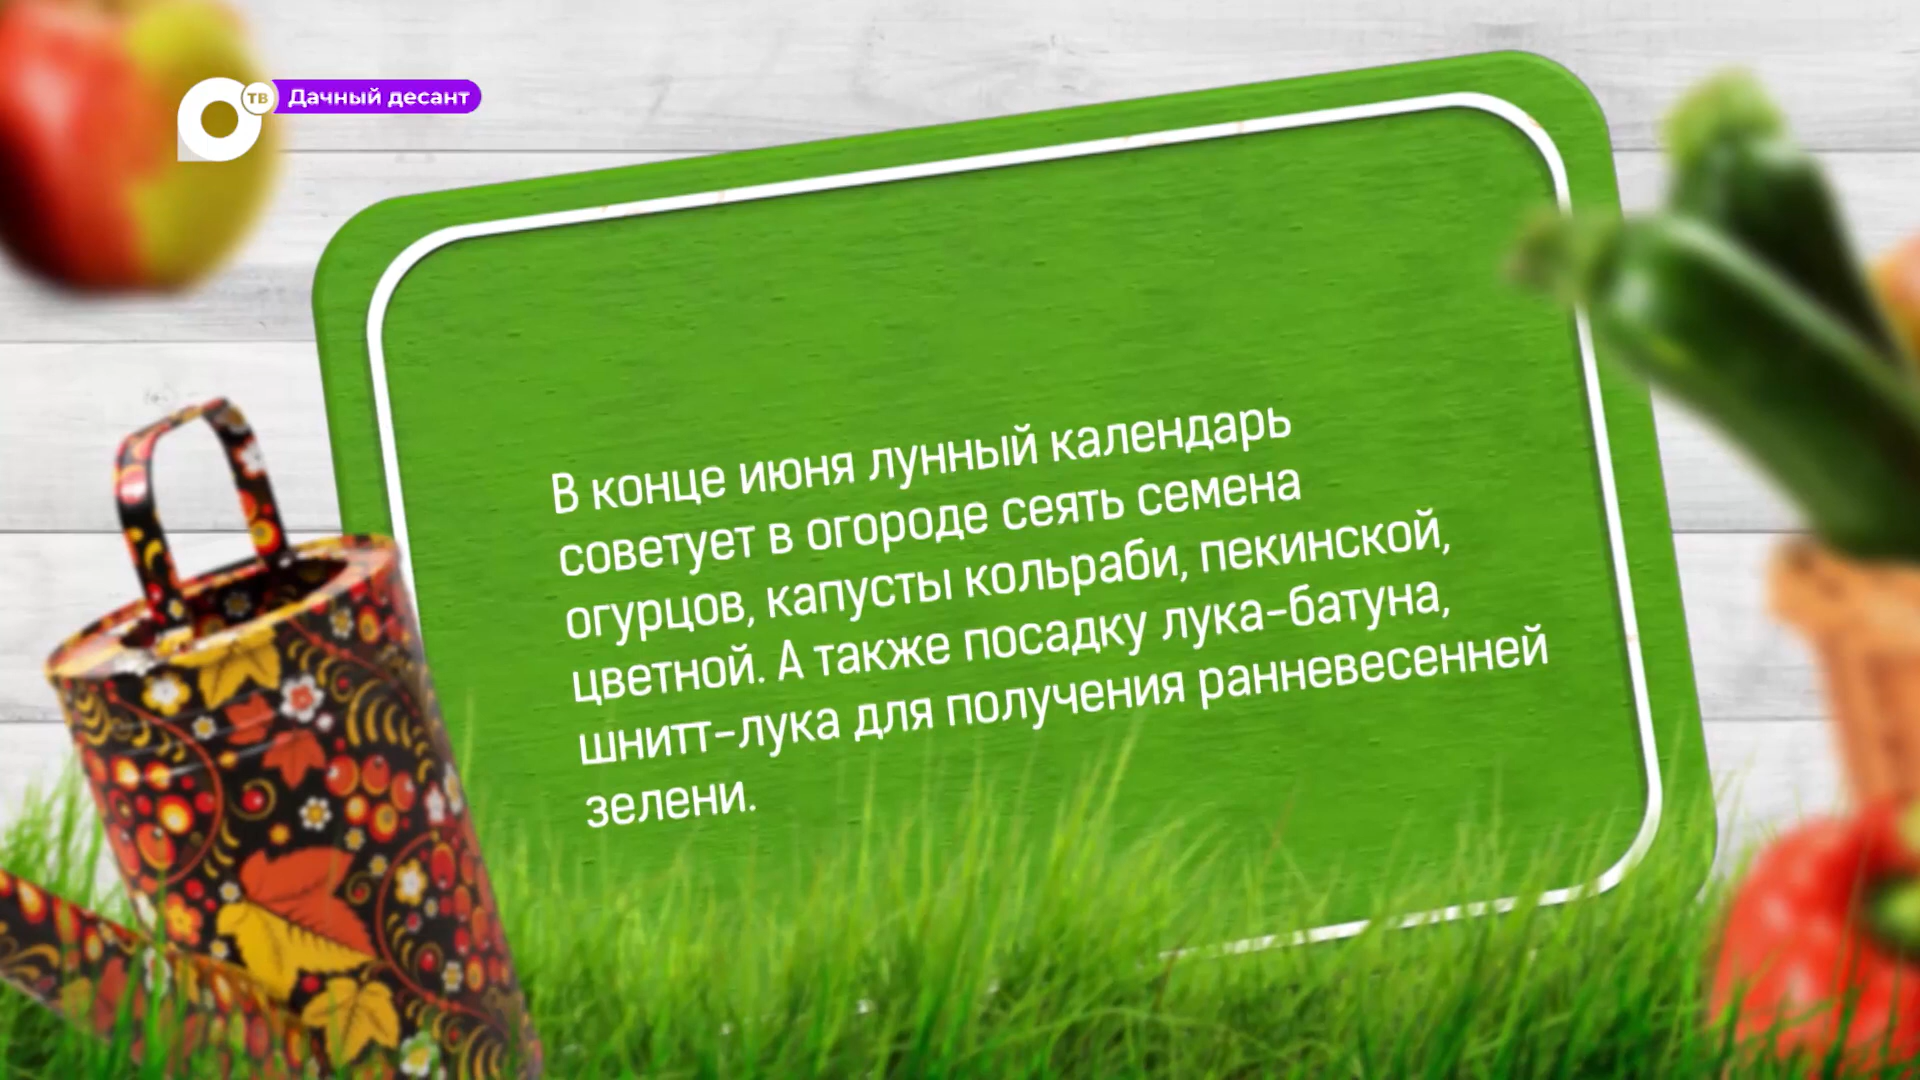 ТВ
Дачный десант
В конце июня лунный календарь
советует в огороде сеять семена
огурцов, капусты кольраби, пекинской,
цветной. А также посадку лука-батуна,
шнитт-лука для получения ранневесенней
зелени.